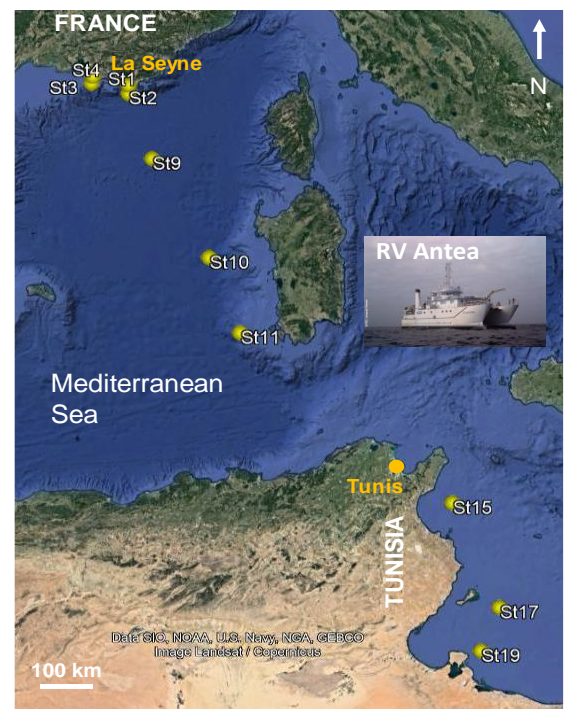 FRANCE
La Seyne
St4
St1
St3
St2
N
St9
RV Antea
St10
St11
Mediterranean
Sea
Tunis
St15
TUNISIA
St17
Data SIO, NOAA, U.S. Navy, NGA, GEBCO
Image Landsat / Copernicus
St19
100 km